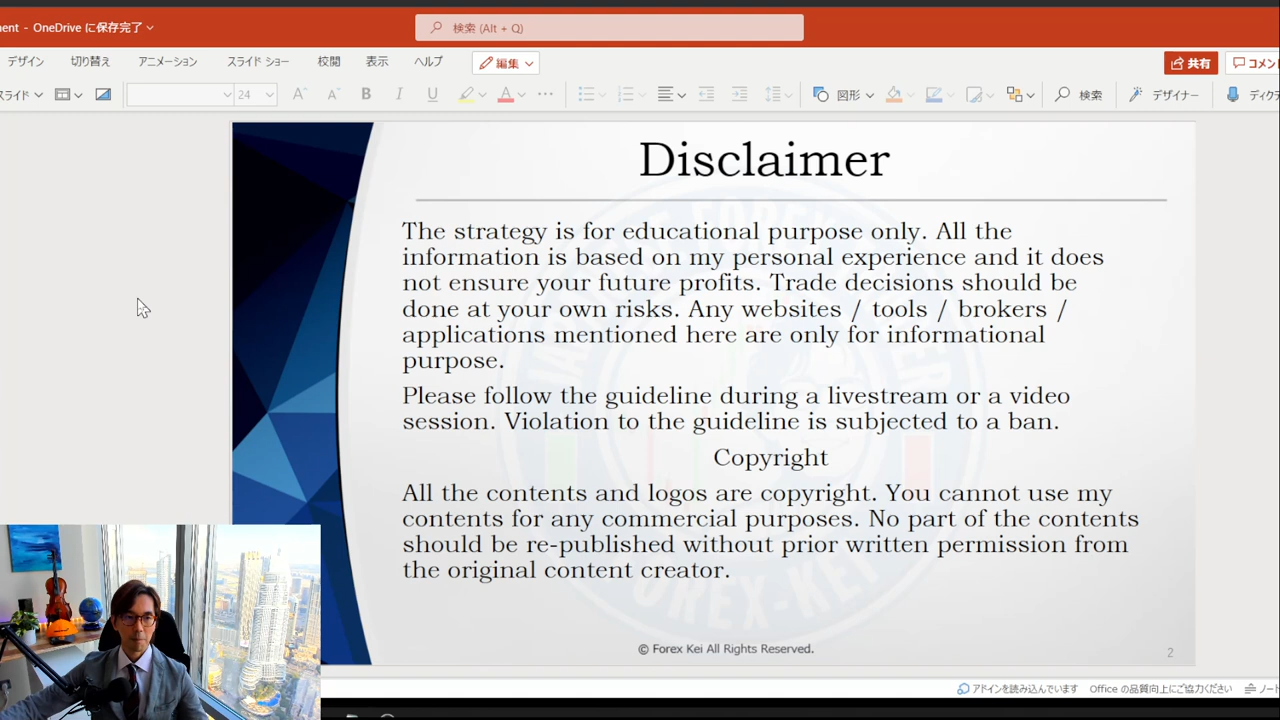 ment - OneDrive に保存完了
検索 (Alt + Q)
デザイン 切り替え アニメーション スライド ショー 校閲 表示 ヘルプ 編集 共有 コメン
スライド 24 B I U A 図形 検索 デザイナー ディクテ
Disclaimer
The strategy is for educational purpose only. All the
information is based on my personal experience and it does
not ensure your future profits. Trade decisions should be
done at your own risks. Any websites / tools / brokers /
applications mentioned here are only for informational
purpose.
Please follow the guideline during a livestream or a video
session. Violation to the guideline is subjected to a ban.
Copyright
All the contents and logos are copyright. You cannot use my
contents for any commercial purposes. No part of the contents
should be re-published without prior written permission from
the original content creator.
© Forex Kei All Rights Reserved.
2
アドインを読み込んでいます Office の品質向上にご協力ください ノート